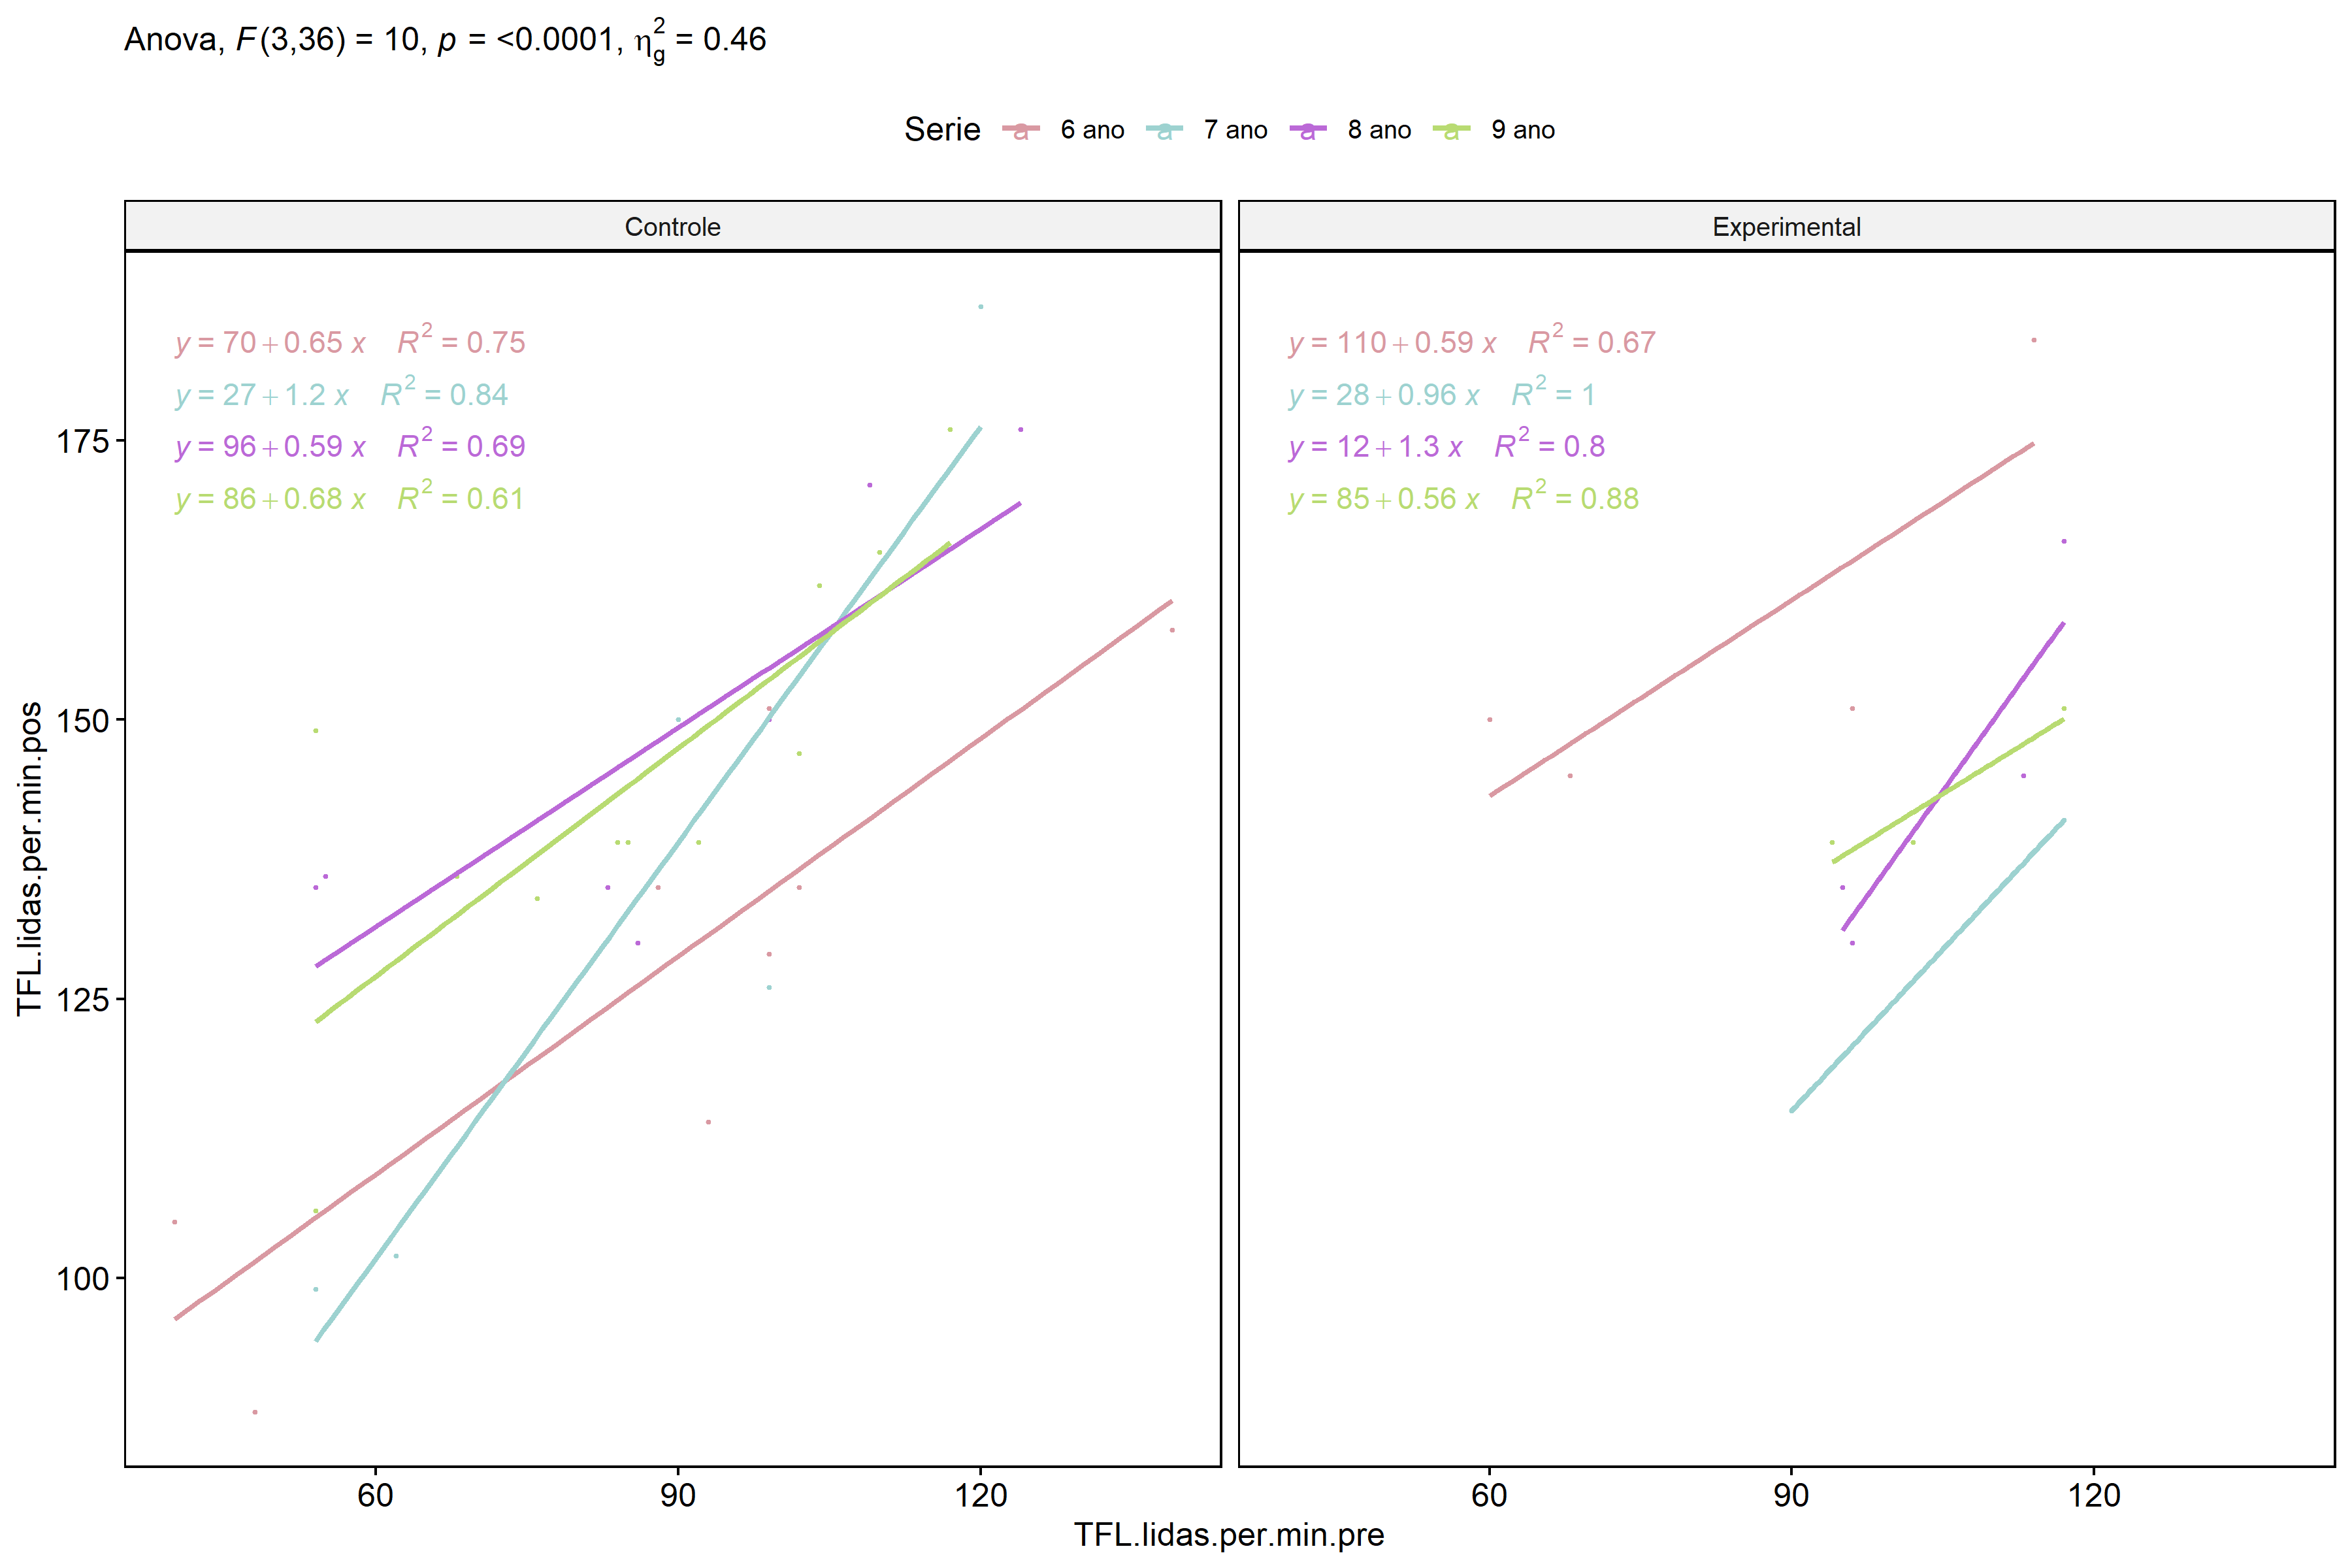 Anova, F(3,36) = 10, p = <0.0001, η²g = 0.46
Serie a 6 ano a 7 ano a 8 ano a 9 ano
Controle
Experimental
y = 70 + 0.65 x R² = 0.75
y = 27 + 1.2 x R² = 0.84
y = 96 + 0.59 x R² = 0.69
y = 86 + 0.68 x R² = 0.61
y = 110 + 0.59 x R² = 0.67
y = 28 + 0.96 x R² = 1
y = 12 + 1.3 x R² = 0.8
y = 85 + 0.56 x R² = 0.88
TFL.lidas.per.min.pos
175
150
125
100
60 90 120
60 90 120
TFL.lidas.per.min.pre